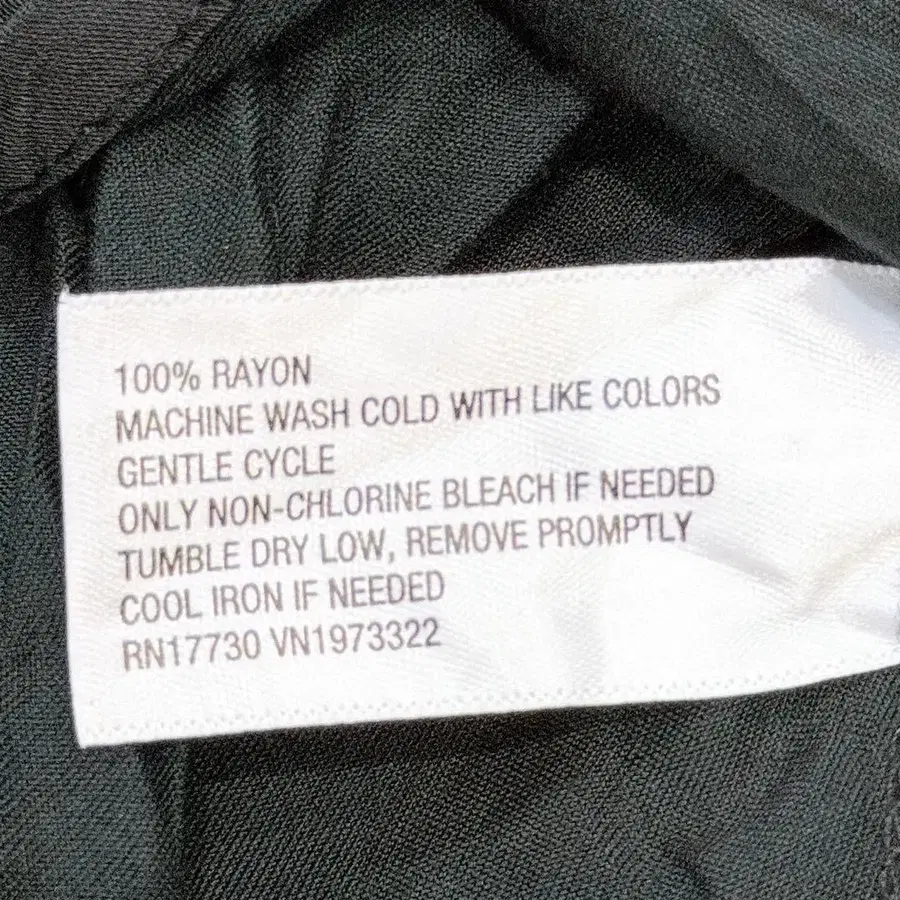 100% RAYON
MACHINE WASH COLD WITH LIKE COLORS
GENTLE CYCLE
ONLY NON-CHLORINE BLEACH IF NEEDED
TUMBLE DRY LOW, REMOVE PROMPTLY
COOL IRON IF NEEDED
RN17730 VN1973322